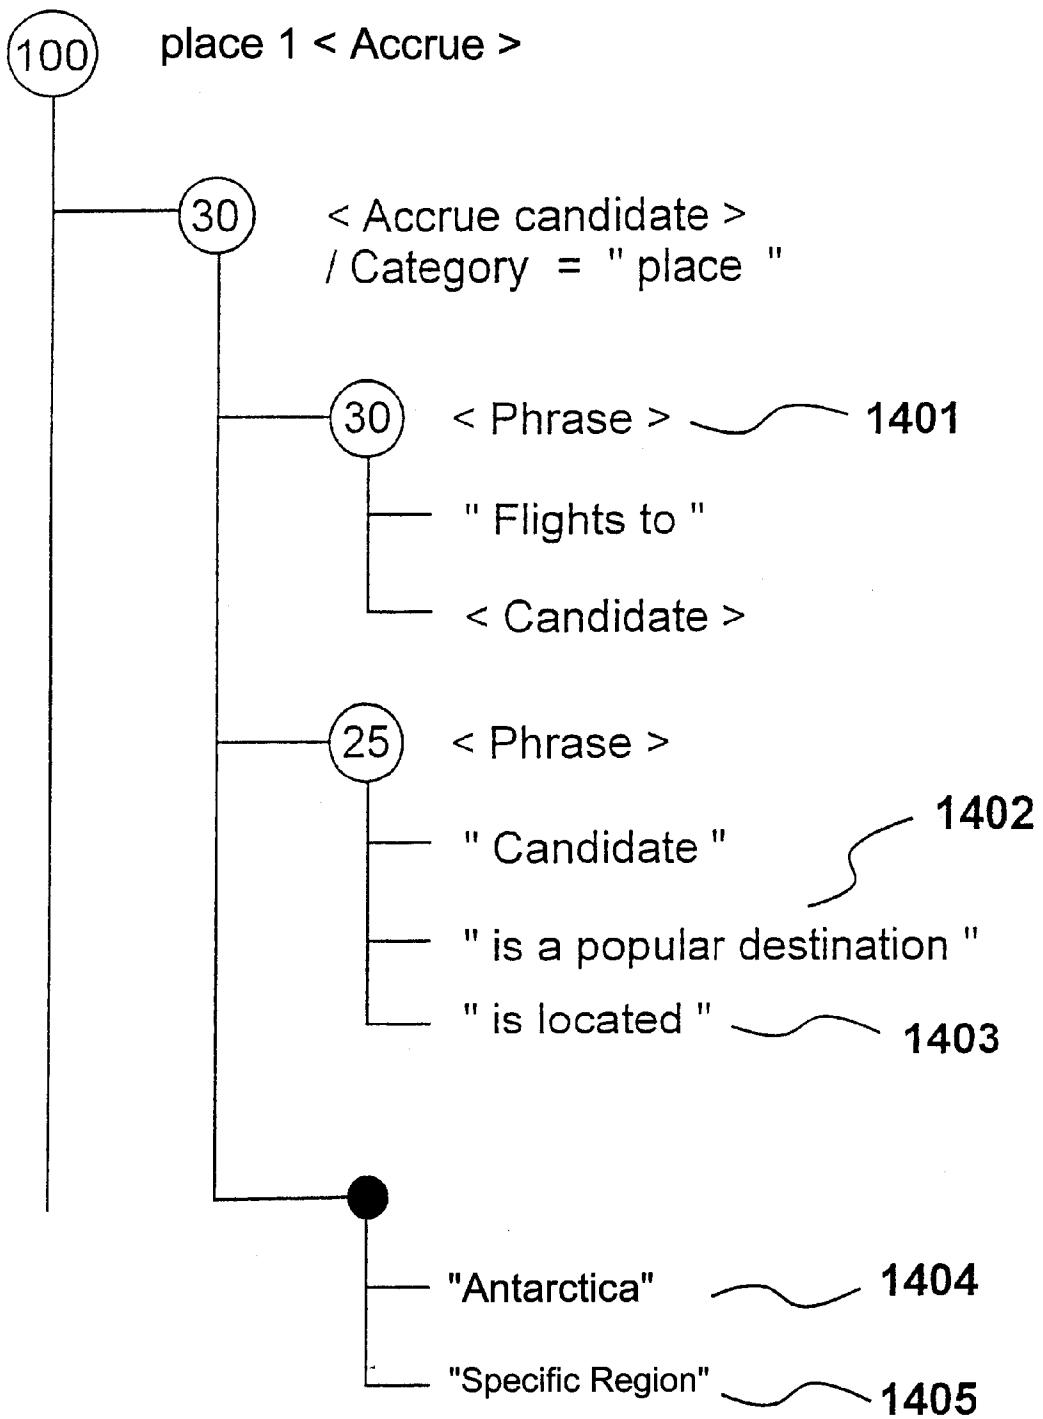 100 place 1 < Accrue >
30 < Accrue candidate >
/ Category = " place "
30 < Phrase > 1401
" Flights to "
< Candidate >
25 < Phrase >
1402
" Candidate "
" is a popular destination "
" is located " 1403
"Antarctica" 1404
"Specific Region" 1405